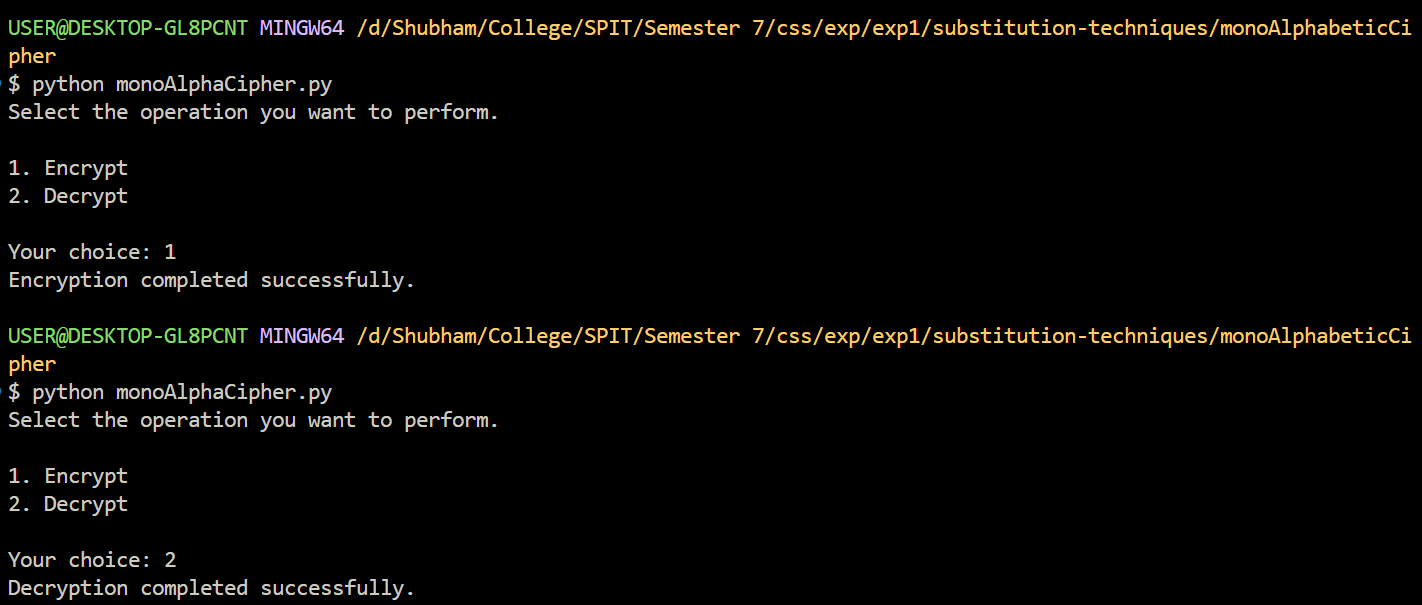 USER@DESKTOP-GL8PCNT MINGW64 /d/Shubham/College/SPIT/Semester 7/css/exp/exp1/substitution-techniques/monoAlphabeticCi
pher
$ python monoAlphaCipher.py
Select the operation you want to perform.
1. Encrypt
2. Decrypt
Your choice: 1
Encryption completed successfully.
USER@DESKTOP-GL8PCNT MINGW64 /d/Shubham/College/SPIT/Semester 7/css/exp/exp1/substitution-techniques/monoAlphabeticCi
pher
$ python monoAlphaCipher.py
Select the operation you want to perform.
1. Encrypt
2. Decrypt
Your choice: 2
Decryption completed successfully.